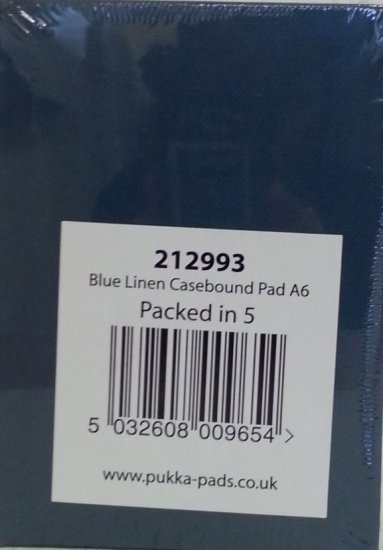 212993
Blue Linen Casebound Pad A6
Packed in 5
5 032608 009654 >
www.pukka-pads.co.uk